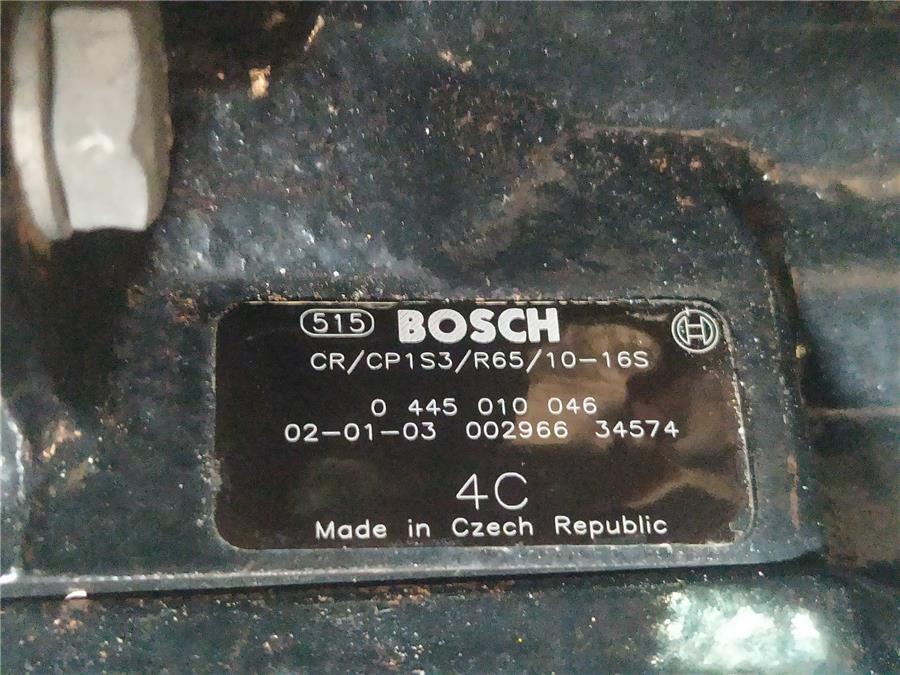 515 BOSCH
CR/CP1S3/R65/10-16S
0 445 010 046
02-01-03 002966 34574
4C
Made in Czech Republic